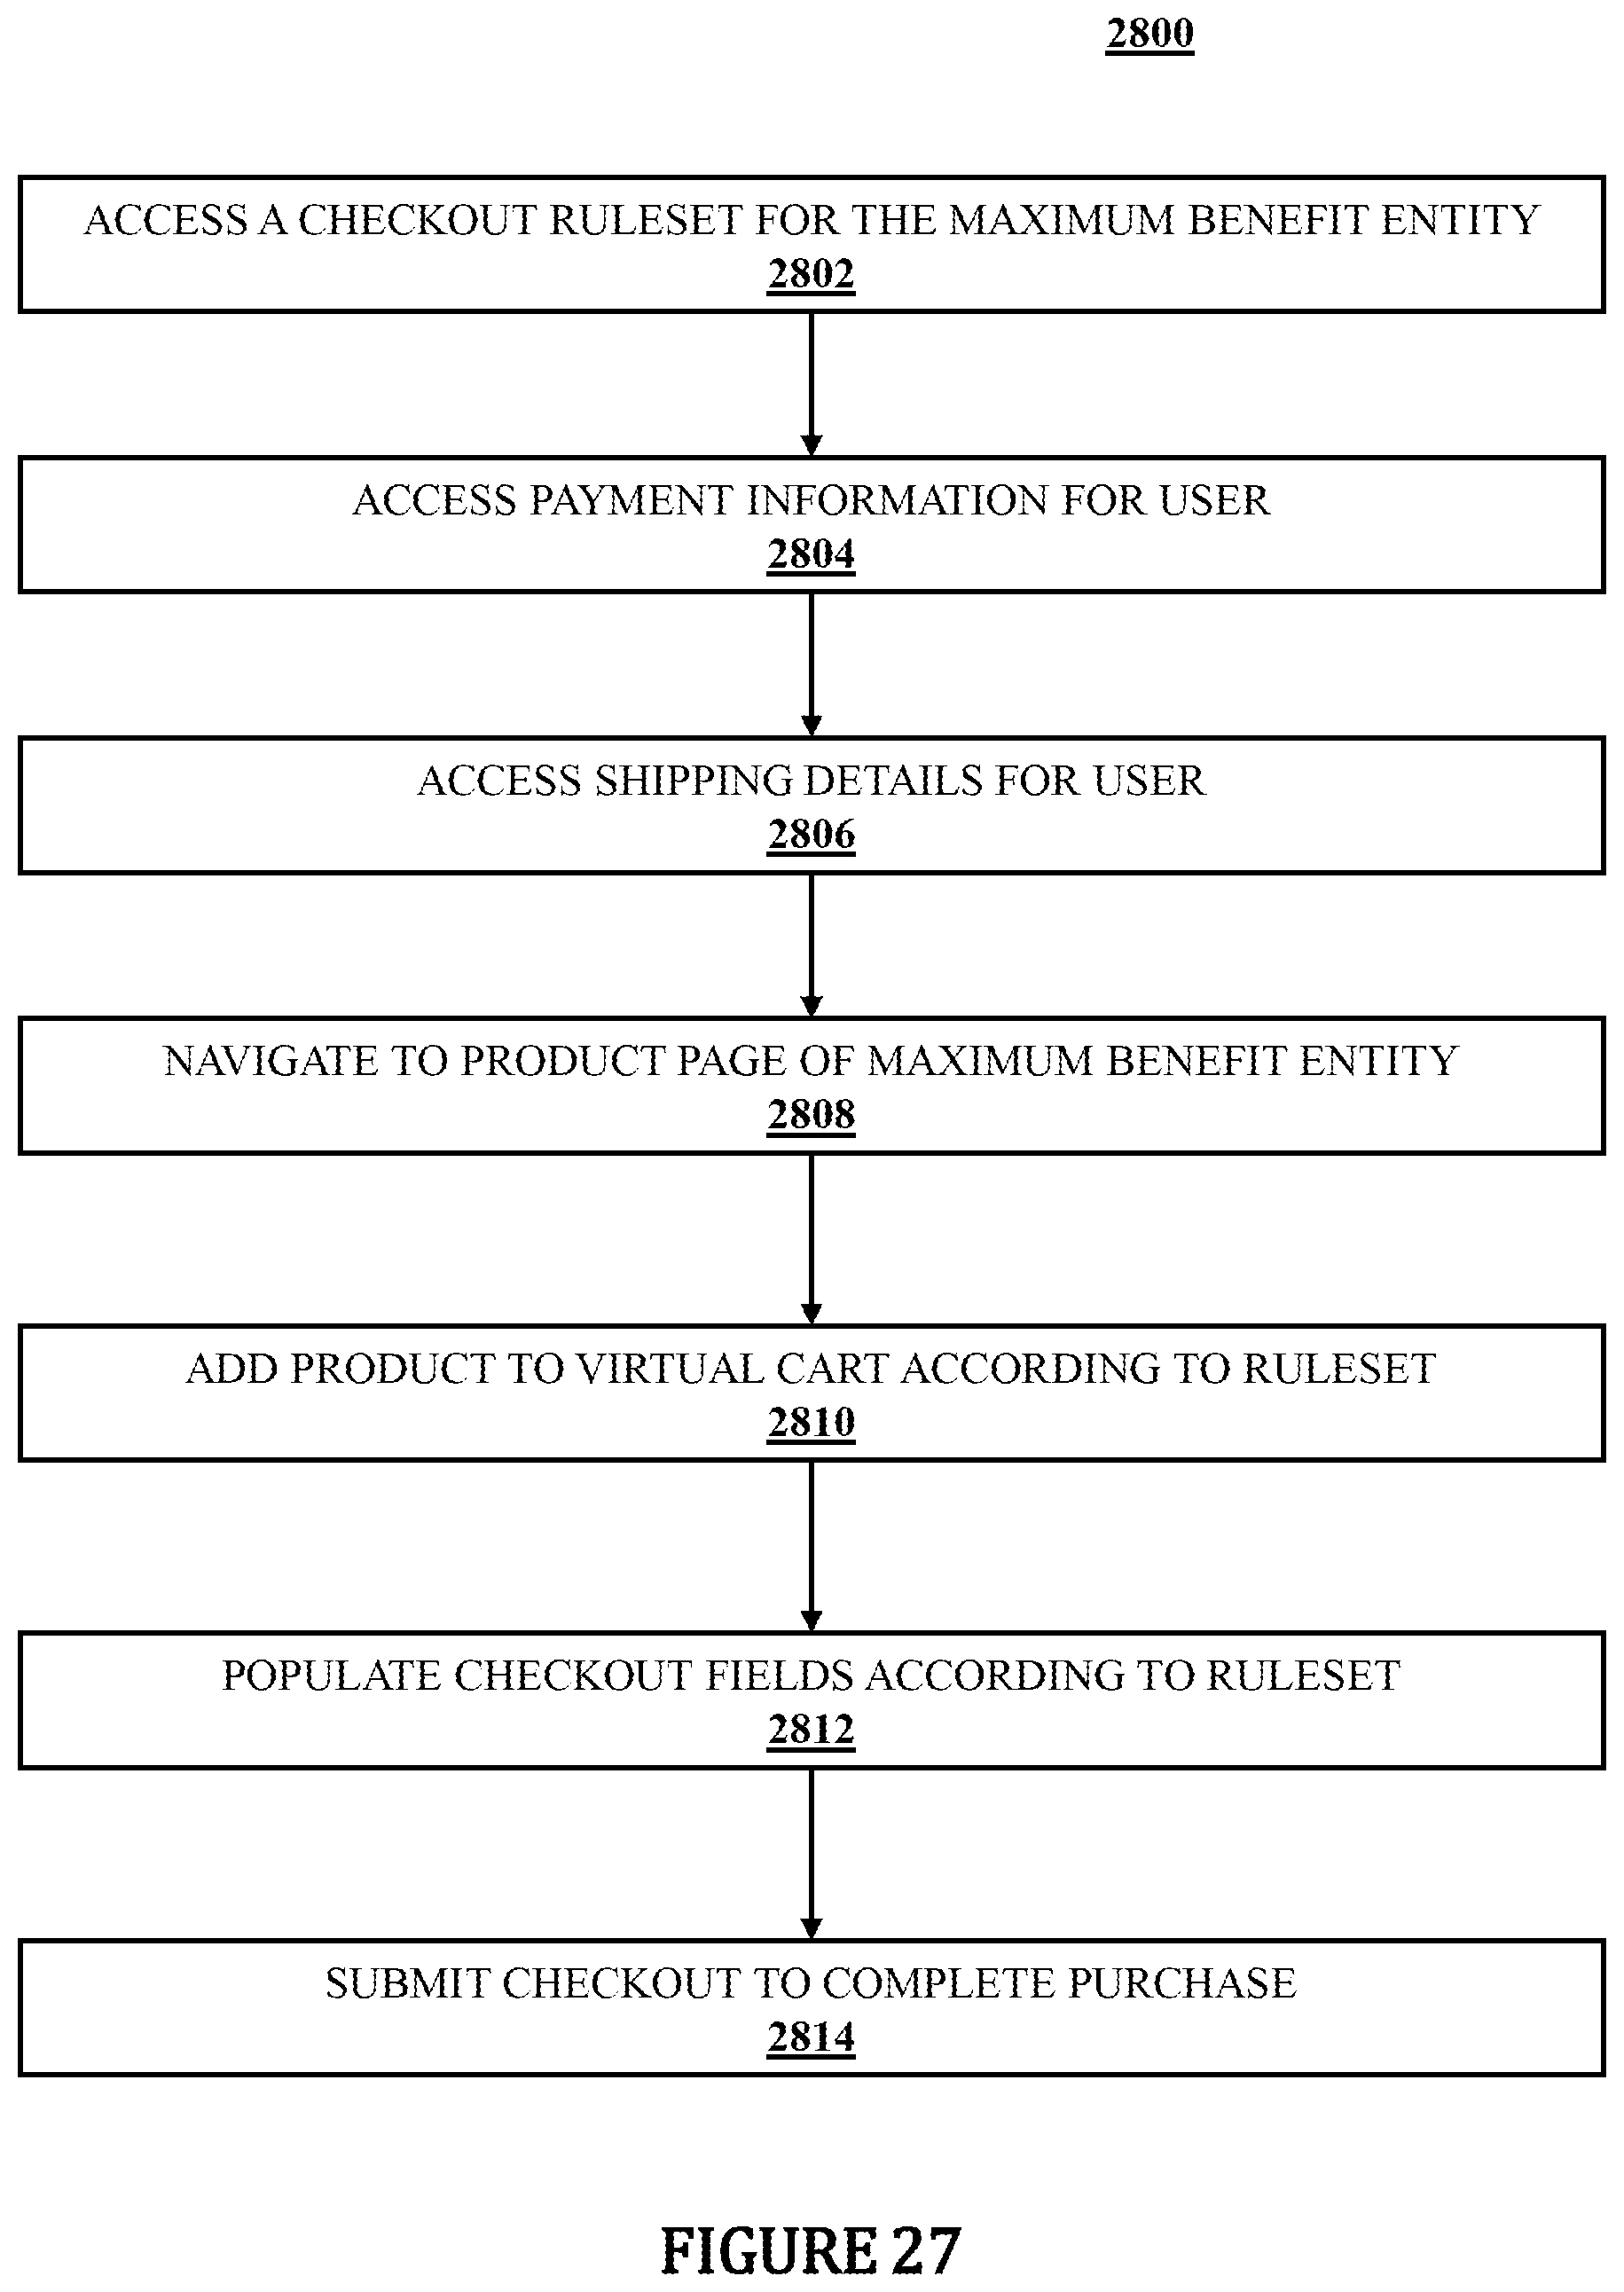 2800
ACCESS A CHECKOUT RULESET FOR THE MAXIMUM BENEFIT ENTITY
2802
ACCESS PAYMENT INFORMATION FOR USER
2804
ACCESS SHIPPING DETAILS FOR USER
2806
NAVIGATE TO PRODUCT PAGE OF MAXIMUM BENEFIT ENTITY
2808
ADD PRODUCT TO VIRTUAL CART ACCORDING TO RULESET
2810
POPULATE CHECKOUT FIELDS ACCORDING TO RULESET
2812
SUBMIT CHECKOUT TO COMPLETE PURCHASE
2814
FIGURE 27